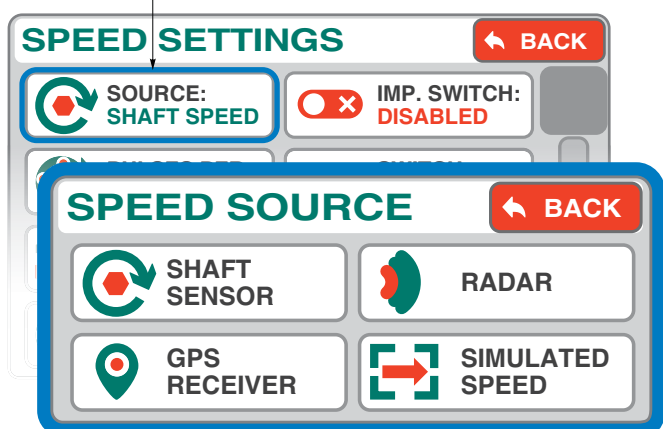 SPEED SETTINGS
BACK
SOURCE:
SHAFT SPEED
IMP. SWITCH:
DISABLED
SPEED SOURCE
BACK
SHAFT
SENSOR
RADAR
GPS
RECEIVER
SIMULATED
SPEED